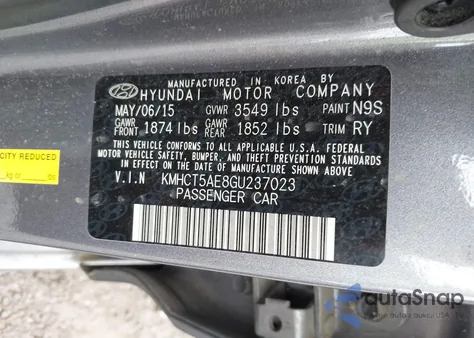 MANUFACTURED IN KOREA BY
HYUNDAI MOTOR COMPANY
MAY/06/15 GVWR 3549 lbs PAINT N9S
GAWR FRONT 1874 lbs GAWR REAR 1852 lbs TRIM RY
THIS VEHICLE CONFORMS TO ALL APPLICABLE U.S.A. FEDERAL
MOTOR VEHICLE SAFETY, BUMPER, AND THEFT PREVENTION
STANDARDS IN EFFECT ON THE DATE OF MANUFACTURE SHOWN ABOVE.
V.I.N KMHCT5AE8GU237023
PASSENGER CAR
CITY REDUCED
autoSnap